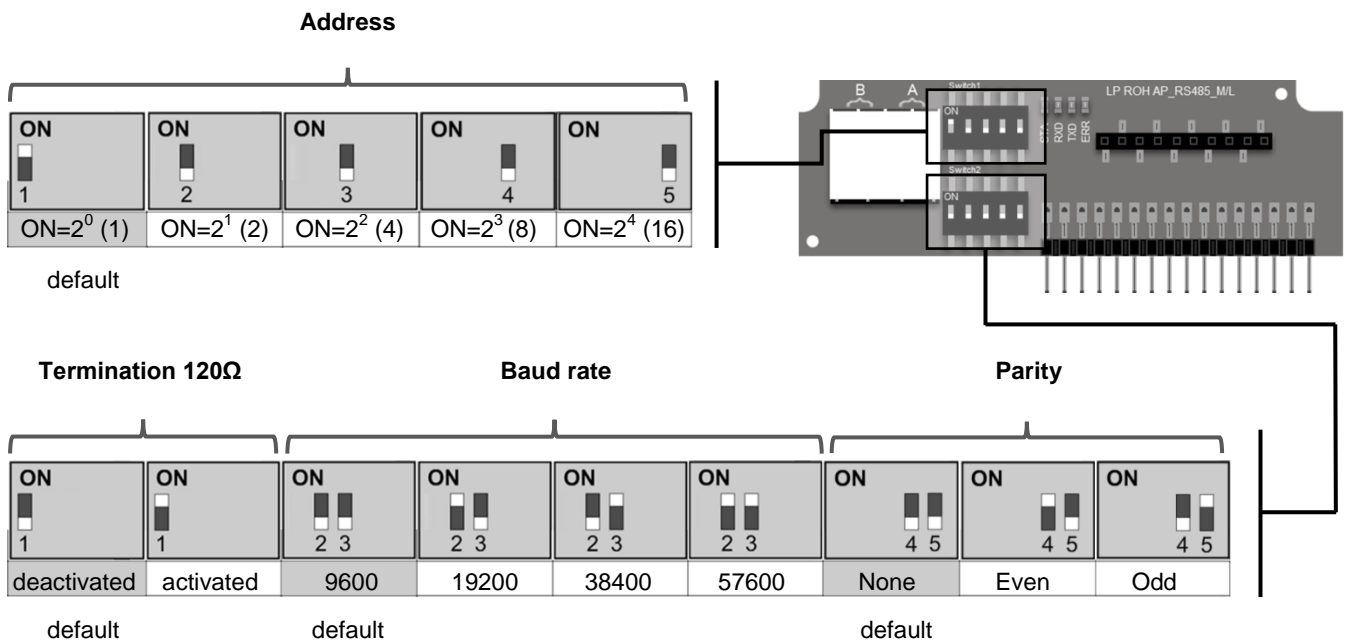 Address
ON ON ON ON ON
1 2 3 4 5
ON=2⁰ (1) ON=2¹ (2) ON=2² (4) ON=2³ (8) ON=2⁴ (16)
default
B A Switch1 LP ROH AP_RS485_M/L
ON
STA RXD TXD ERR
Switch2
ON
Termination 120Ω Baud rate Parity
ON ON ON ON ON ON ON ON ON
1 1 2 3 2 3 2 3 2 3 4 5 4 5 4 5
deactivated activated 9600 19200 38400 57600 None Even Odd
default default default